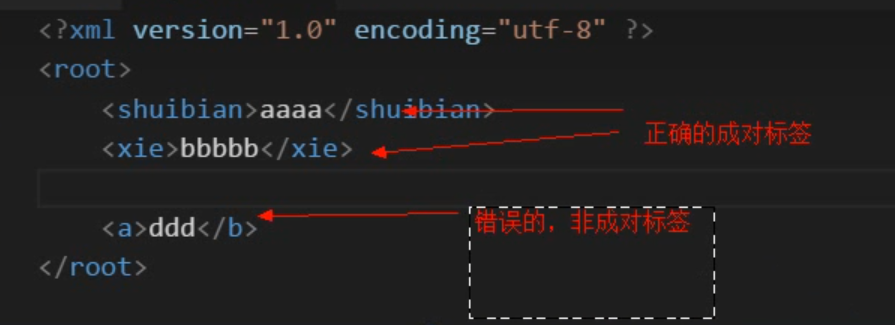 <?xml version="1.0" encoding="utf-8" ?>
<root>
<shuibian>aaaa</shuibian>
正确的成对标签
<xie>bbbbb</xie>
错误的，非成对标签
<a>ddd</b>
</root>